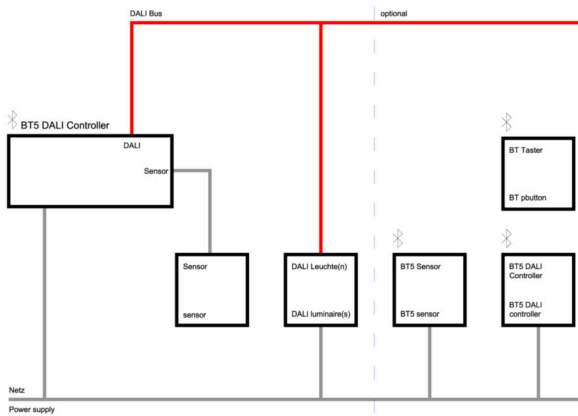 DALI Bus
optional
BT5 DALI Controller
DALI
Sensor
BT Taster
BT pbutton
Sensor
sensor
DALI Leuchte(n)
DALI luminaire(s)
BT5 Sensor
BT5 sensor
BT5 DALI
Controller
BT5 DALI
controller
Netz
Power supply